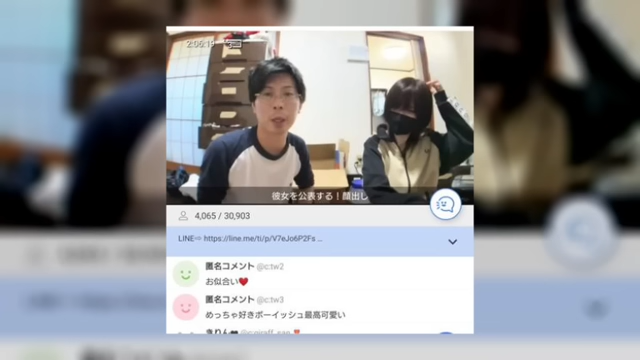 2:06:19
彼女を公表する！顔出し
4,065 / 30,903
LINE⇨ https://line.me/ti/p/V7eJo6P2Fs ...
匿名コメント @c:tw2
お似合い❤️
匿名コメント @c:tw3
めっちゃ好きボーイッシュ最高可愛い